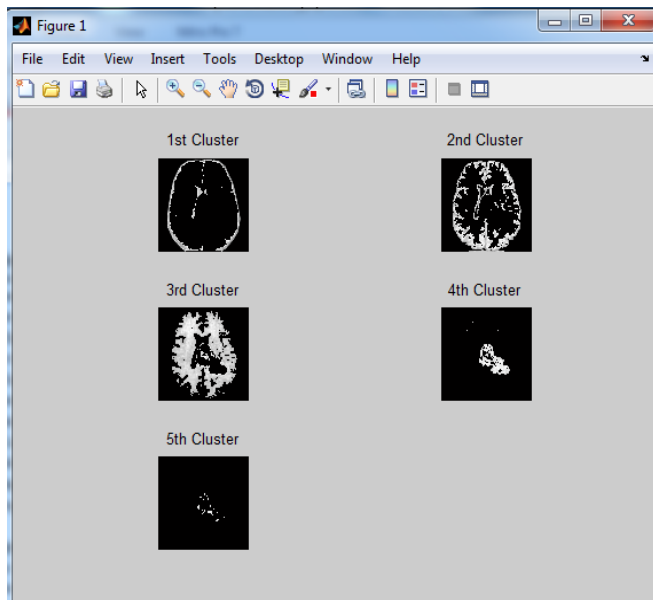 Figure 1
File Edit View Insert Tools Desktop Window Help
1st Cluster
2nd Cluster
3rd Cluster
4th Cluster
5th Cluster